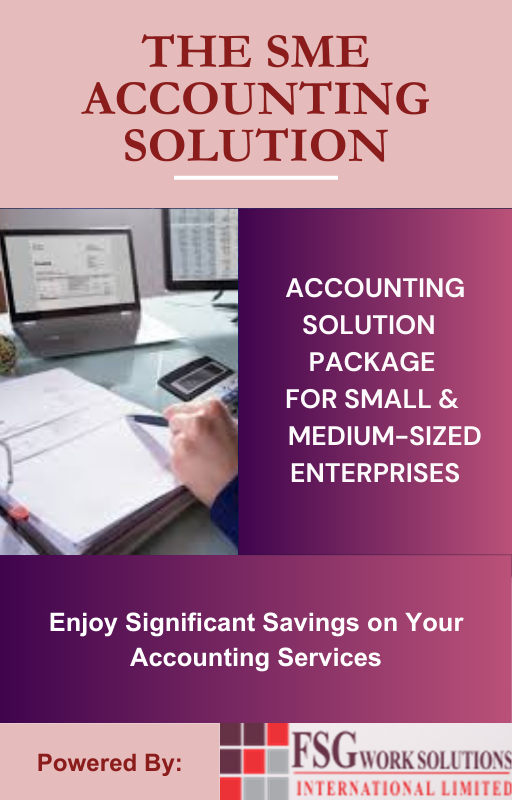 THE SME
ACCOUNTING
SOLUTION
ACCOUNTING
SOLUTION
PACKAGE
FOR SMALL &
MEDIUM-SIZED
ENTERPRISES
Enjoy Significant Savings on Your
Accounting Services
Powered By:
FSG WORK SOLUTIONS
INTERNATIONAL LIMITED